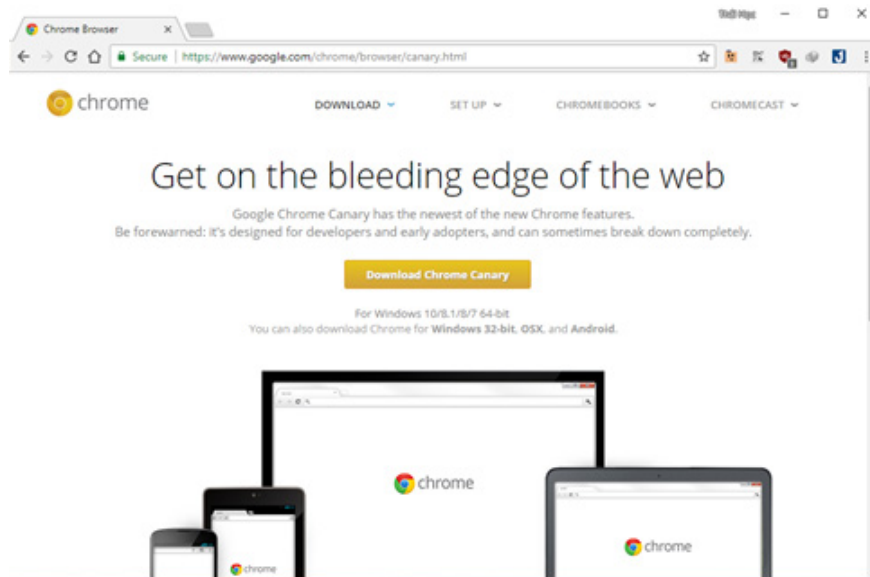 Chrome Browser
Secure | https://www.google.com/chrome/browser/canary.html
chrome
DOWNLOAD
SET UP
CHROMEBOOKS
CHROMECAST
Get on the bleeding edge of the web
Google Chrome Canary has the newest of the new Chrome features.
Be forewarned: it's designed for developers and early adopters, and can sometimes break down completely.
Download Chrome Canary
For Windows 10/8.1/8/7 64-bit
You can also download Chrome for Windows 32-bit, OSX, and Android.
chrome
chrome
chrome